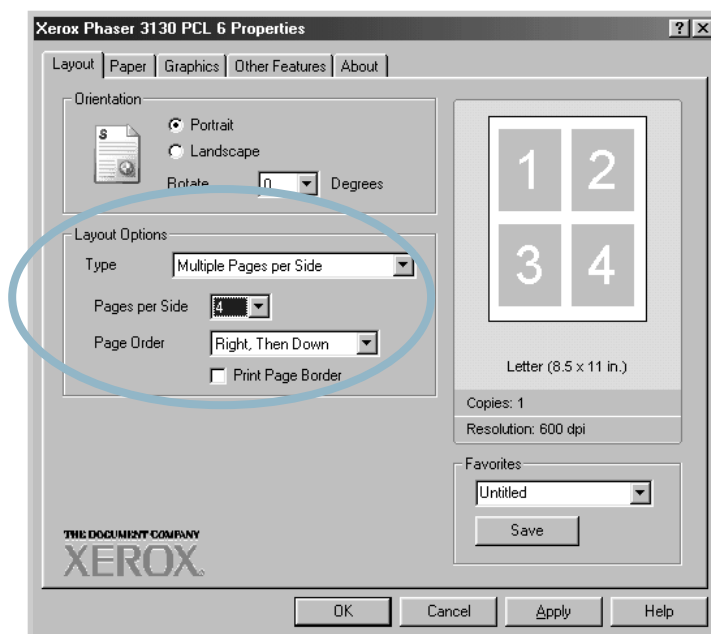 Xerox Phaser 3130 PCL 6 Properties
Layout Paper Graphics Other Features About
Orientation
S
Portrait
Landscape
Rotate 0 Degrees
Layout Options
Type Multiple Pages per Side
Pages per Side 4
Page Order Right, Then Down
Print Page Border
1 2
3 4
Letter (8.5 x 11 in.)
Copies: 1
Resolution: 600 dpi
Favorites
Untitled
Save
THE DOCUMENT COMPANY
XEROX
OK Cancel Apply Help